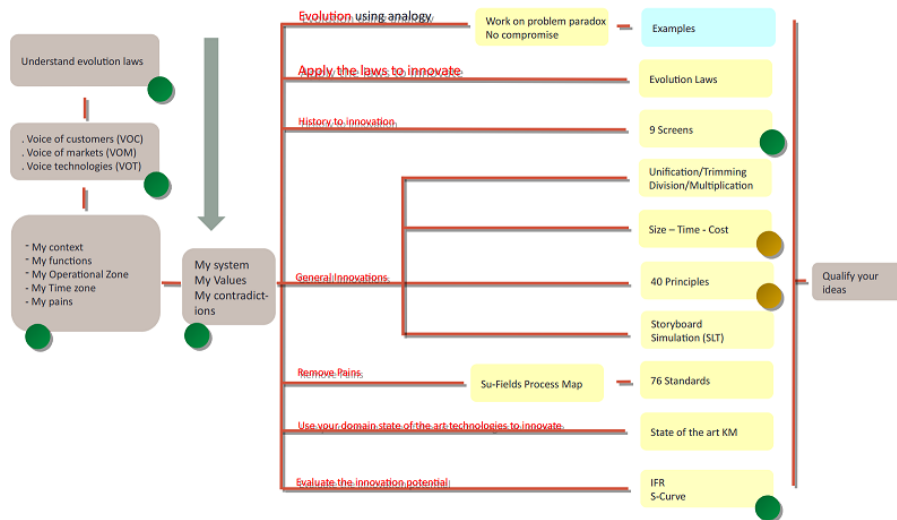 Evolution using analogy
Work on problem paradox
No compromise
Examples
Understand evolution laws
Apply the laws to innovate
Evolution Laws
History to innovation
9 Screens
. Voice of customers (VOC)
. Voice of markets (VOM)
. Voice technologies (VOT)
Unification/Trimming
Division/Multiplication
Size – Time - Cost
- My context
- My functions
- My Operational Zone
- My Time zone
- My pains
My system
My Values
My contradict-
ions
General Innovations
40 Principles
Qualify your
ideas
Storyboard
Simulation (SLT)
Remove Pains
Su-Fields Process Map
76 Standards
Use your domain state of the art technologies to innovate
State of the art KM
Evaluate the innovation potential
IFR
S-Curve